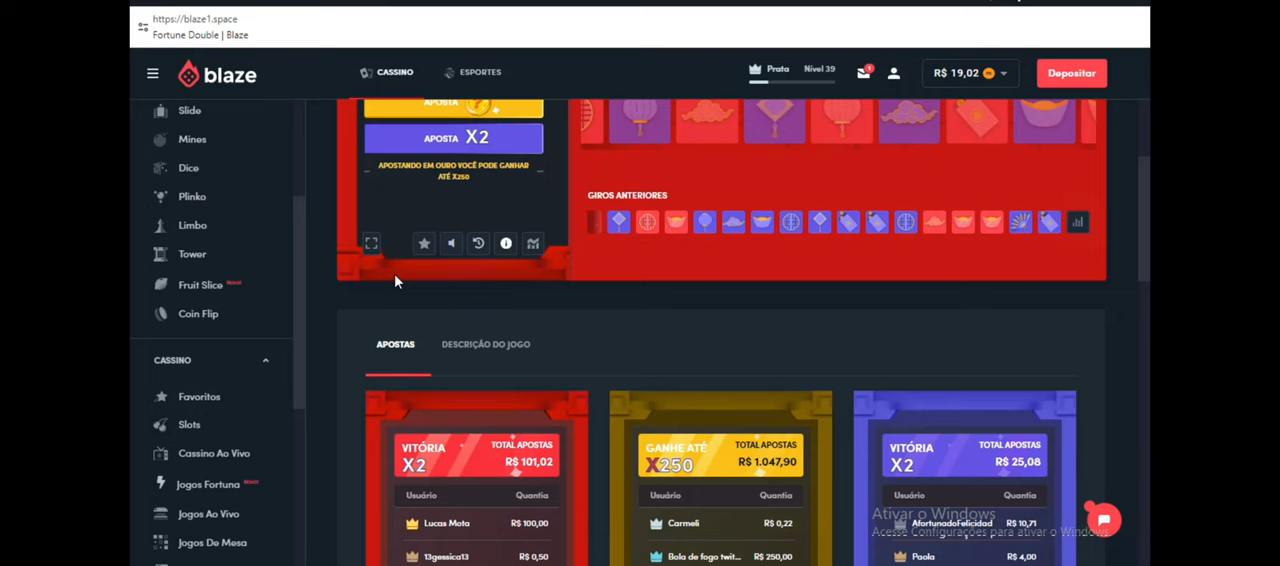 https://blaze1.space
Fortune Double | Blaze
blaze
CASSINO
ESPORTES
Prata
Nível 39
1
R$ 19,02
Depositar
Slide
Mines
Dice
Plinko
Limbo
Tower
Fruit Slice Novo!
Coin Flip
CASSINO
Favoritos
Slots
Cassino Ao Vivo
Jogos Fortuna Novo!
Jogos Ao Vivo
Jogos De Mesa
APOSTA
APOSTA X2
APOSTANDO EM OURO VOCÊ PODE GANHAR
ATÉ X250
GIROS ANTERIORES
APOSTAS
DESCRIÇÃO DO JOGO
VITÓRIA
X2
TOTAL APOSTAS
R$ 101,02
Usuário Quantia
Lucas Mota R$ 100,00
13gessica13 R$ 0,50
GANHE ATÉ
X250
TOTAL APOSTAS
R$ 1.047,90
Usuário Quantia
Carmeli R$ 0,22
Bola de fogo twit... R$ 250,00
VITÓRIA
X2
TOTAL APOSTAS
R$ 25,08
Usuário Quantia
AfortunadoFelicidad R$ 10,71
Paola R$ 4,00
Ativar o Windows
Acesse Configurações para ativar o Windows.